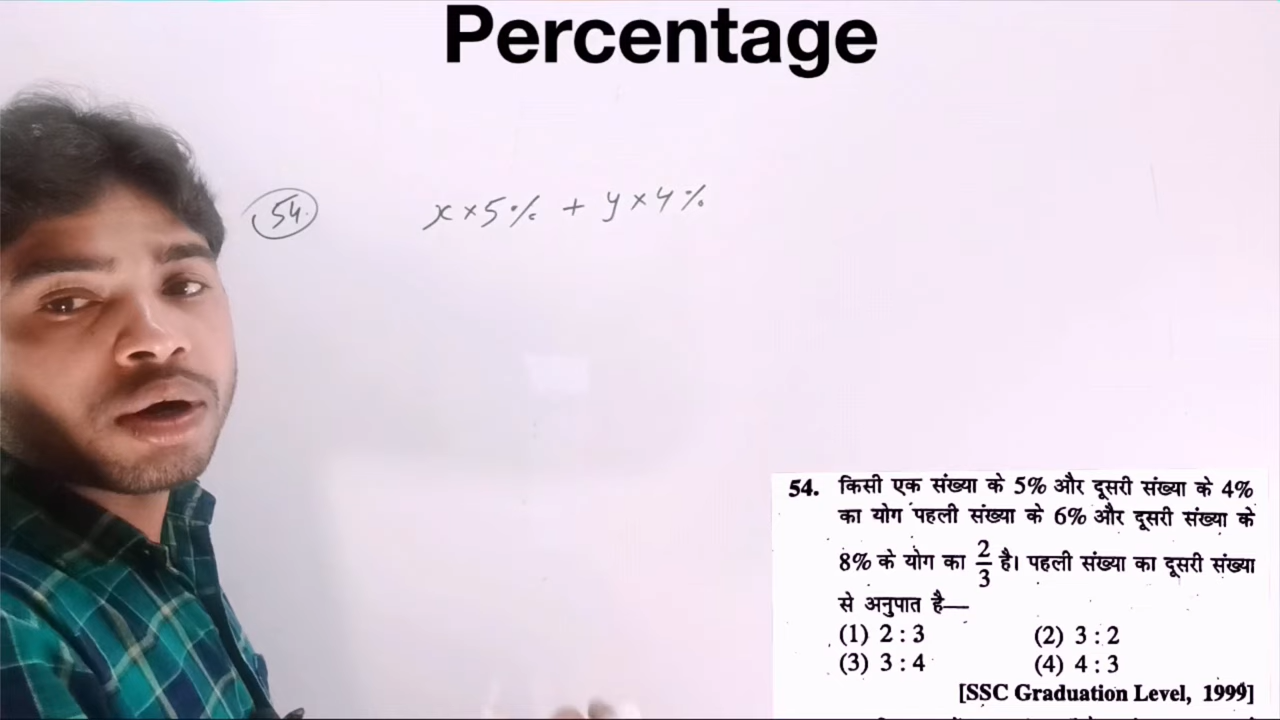 Percentage
54.
x×5% + y×4%
54. किसी एक संख्या के 5% और दूसरी संख्या के 4%
का योग पहली संख्या के 6% और दूसरी संख्या के
8% के योग का 2/3 है। पहली संख्या का दूसरी संख्या
से अनुपात है—
(1) 2 : 3 (2) 3 : 2
(3) 3 : 4 (4) 4 : 3
[SSC Graduation Level, 1999]